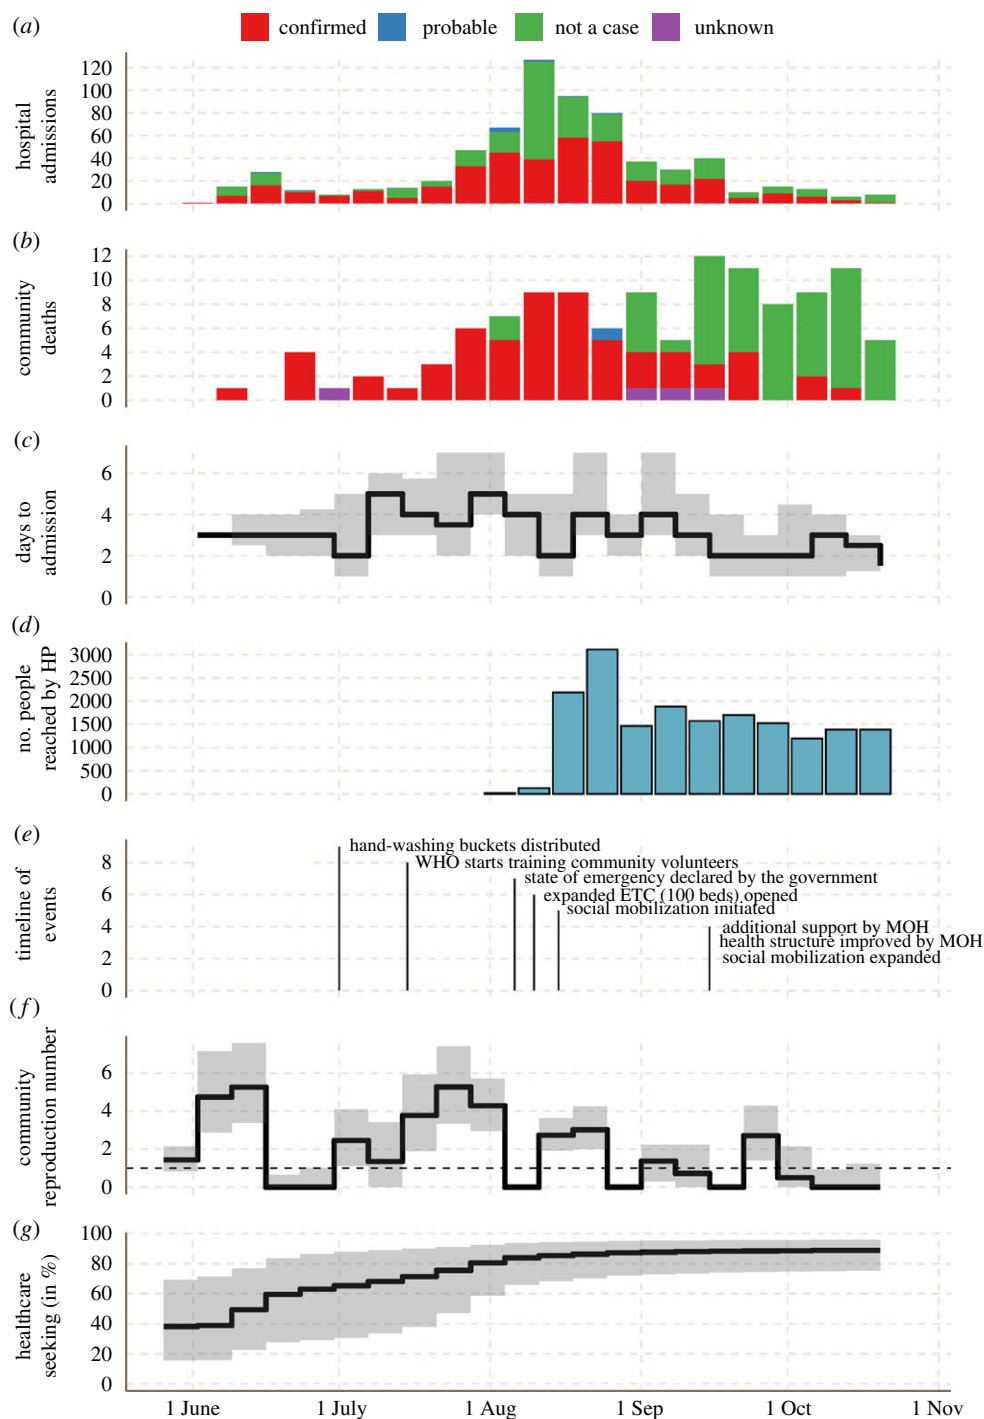 (a) confirmed probable not a case unknown
hospital
admissions
120
100
80
60
40
20
0
(b)
community
deaths
12
10
8
6
4
2
0
(c)
days to
admission
6
4
2
0
(d)
no. people
reached by HP
3000
2500
2000
1500
1000
500
0
(e)
timeline of
events
8
6
4
2
0
hand-washing buckets distributed
WHO starts training community volunteers
state of emergency declared by the government
expanded ETC (100 beds) opened
social mobilization initiated
additional support by MOH
health structure improved by MOH
social mobilization expanded
(f)
community
reproduction number
6
4
2
0
(g)
healthcare
seeking (in %)
100
80
60
40
20
0
1 June 1 July 1 Aug 1 Sep 1 Oct 1 Nov